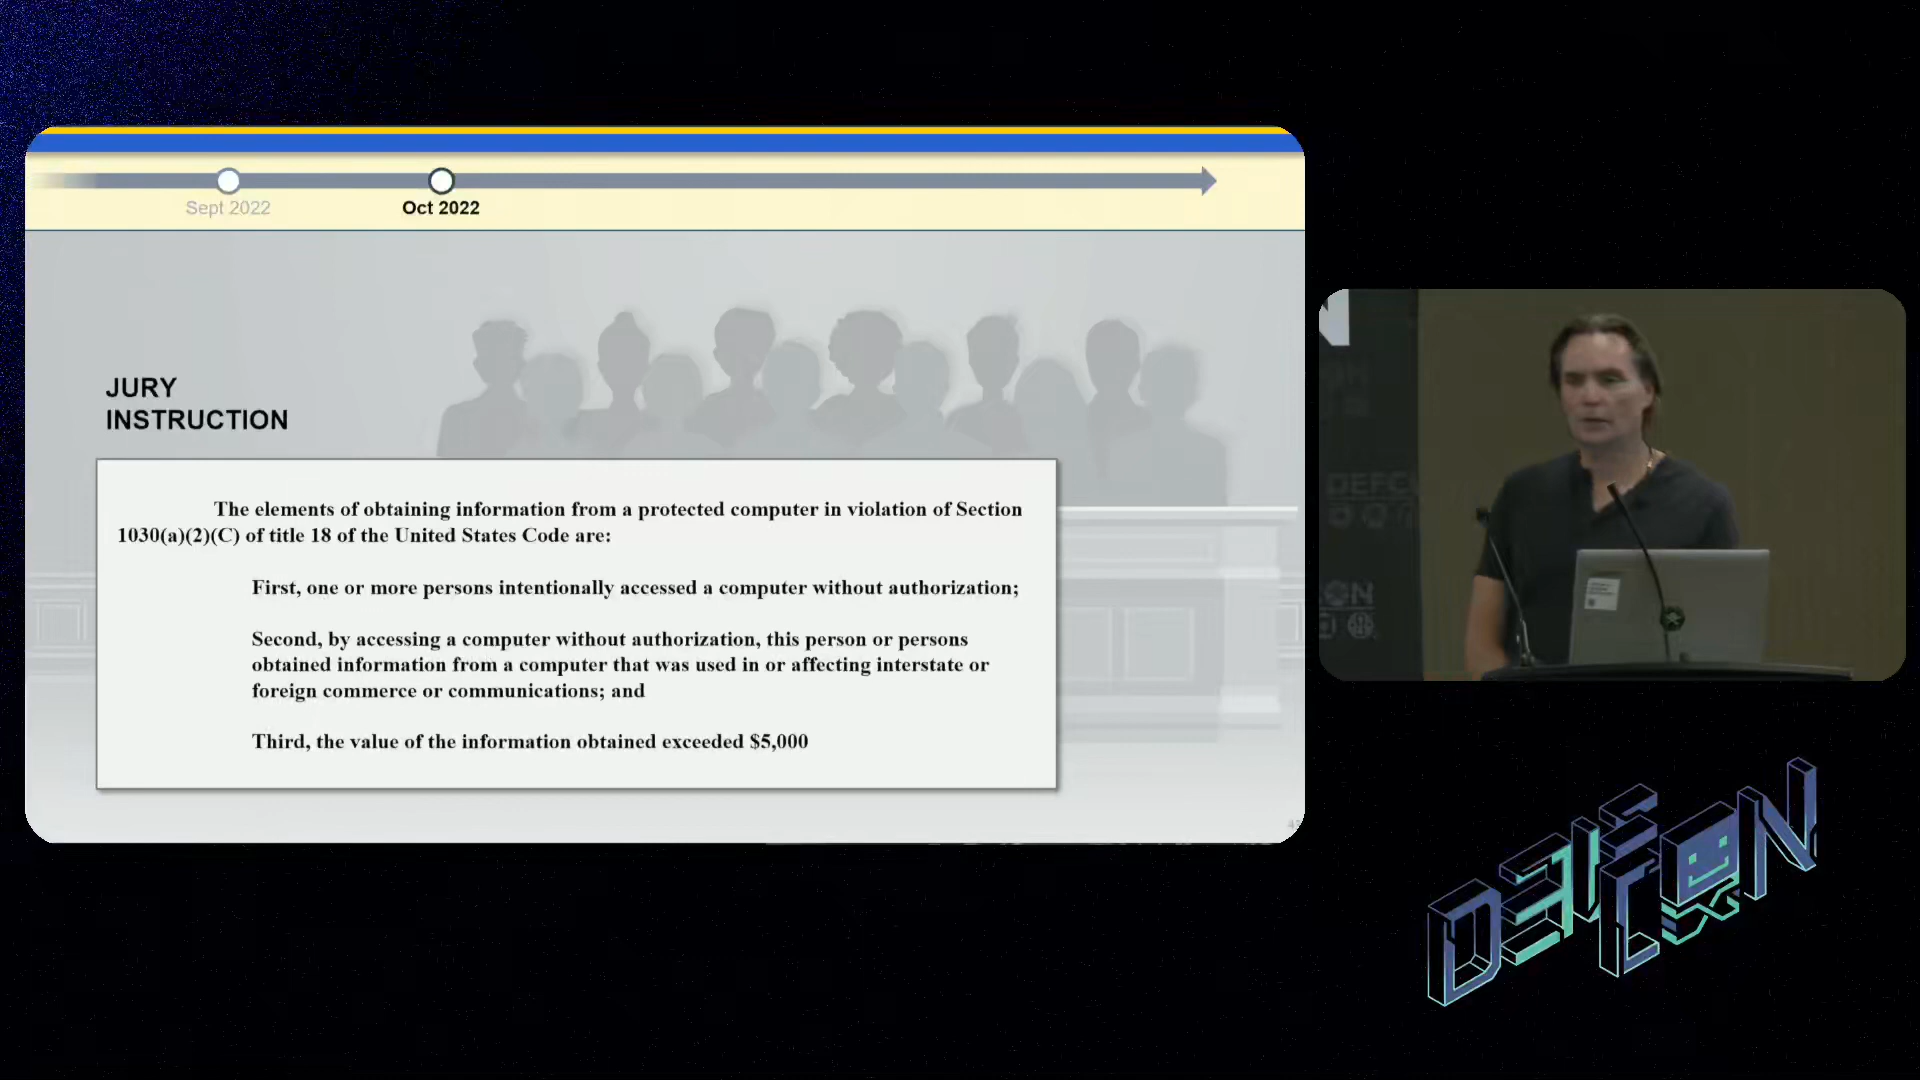 Sept 2022
Oct 2022
JURY
INSTRUCTION
The elements of obtaining information from a protected computer in violation of Section
1030(a)(2)(C) of title 18 of the United States Code are:
First, one or more persons intentionally accessed a computer without authorization;
Second, by accessing a computer without authorization, this person or persons
obtained information from a computer that was used in or affecting interstate or
foreign commerce or communications; and
Third, the value of the information obtained exceeded $5,000
DEFCON